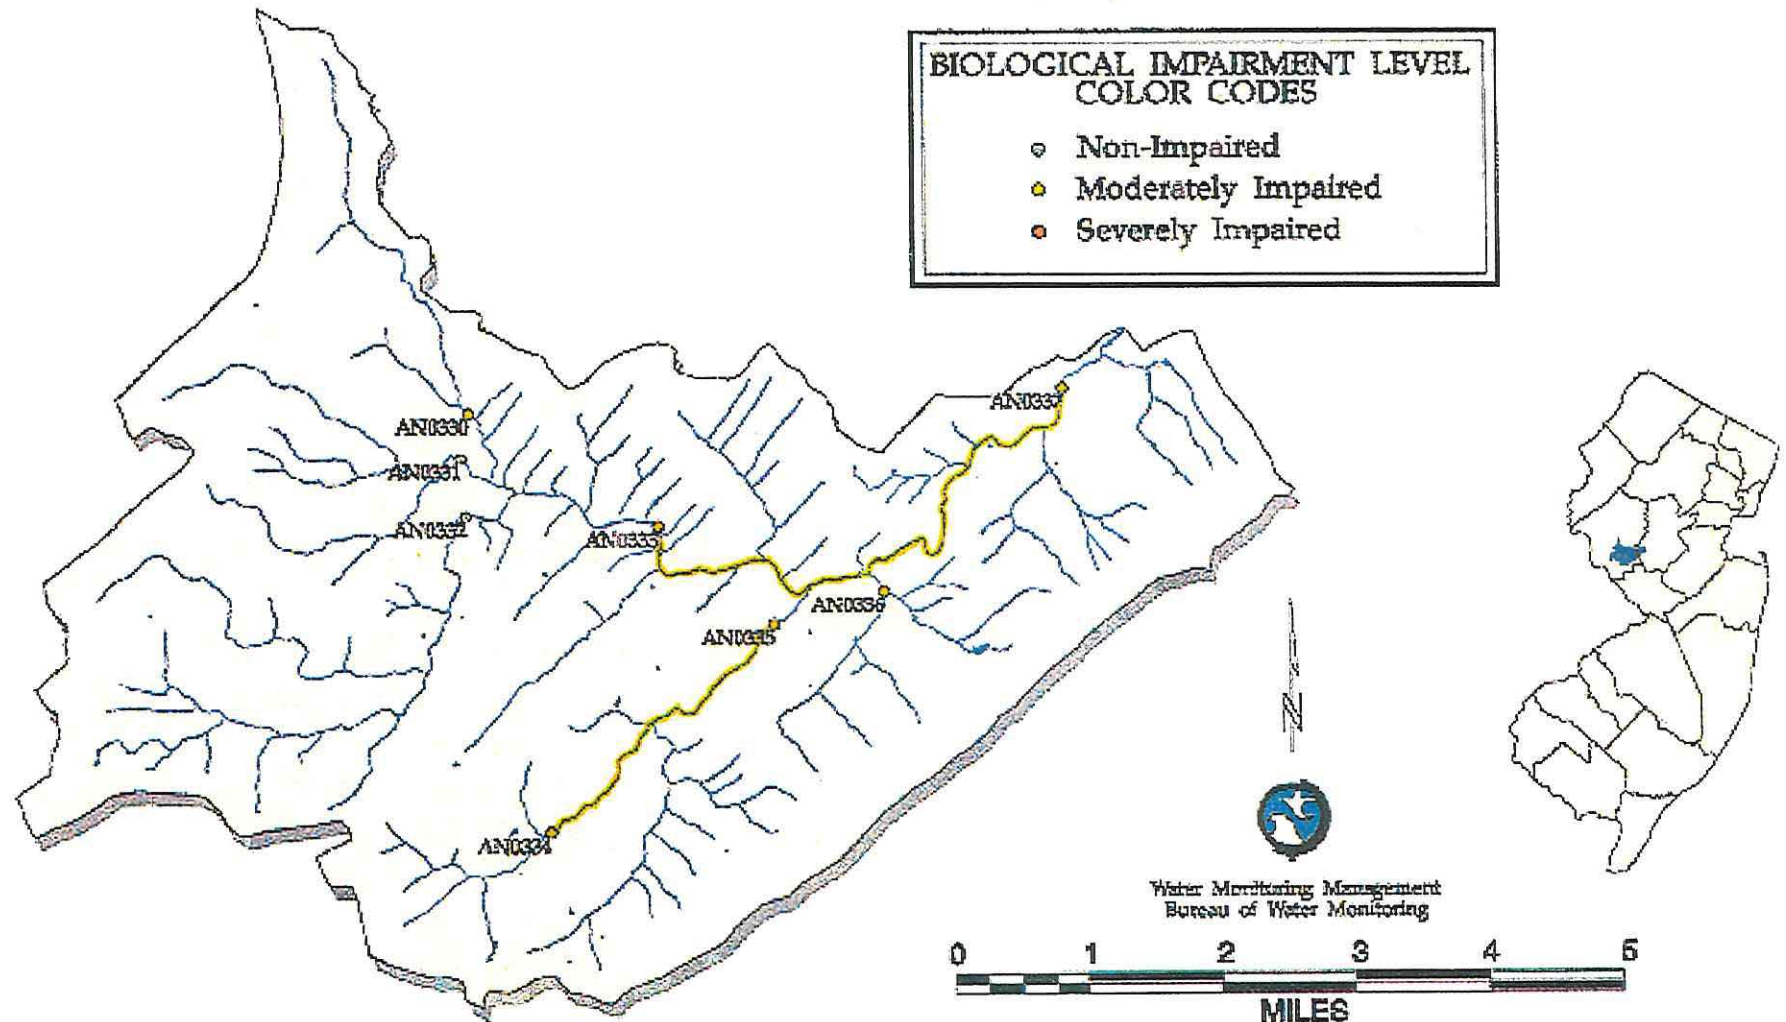 BIOLOGICAL IMPAIRMENT LEVEL
COLOR CODES
Non-Impaired
Moderately Impaired
Severely Impaired
AN0337
AN0330
AN0331
AN0332
AN0333
AN0336
AN0335
AN0334
N
Water Monitoring Management
Bureau of Water Monitoring
0 1 2 3 4 5
MILES